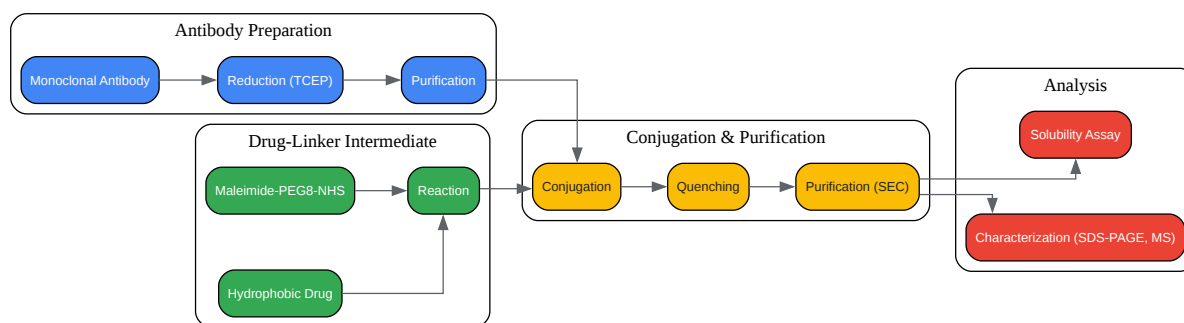 Antibody Preparation
Monoclonal Antibody
Reduction (TCEP)
Purification
Drug-Linker Intermediate
Maleimide-PEG8-NHS
Reaction
Hydrophobic Drug
Conjugation & Purification
Conjugation
Quenching
Purification (SEC)
Analysis
Solubility Assay
Characterization (SDS-PAGE, MS)